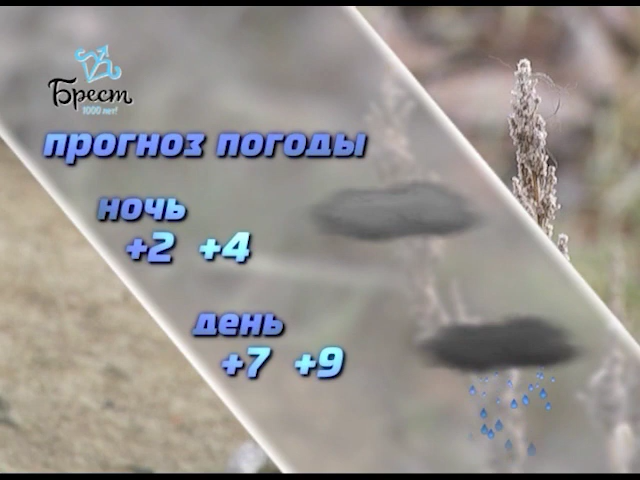 Брест
1000 лет!
прогноз погоды
ночь
+2 +4
день
+7 +9